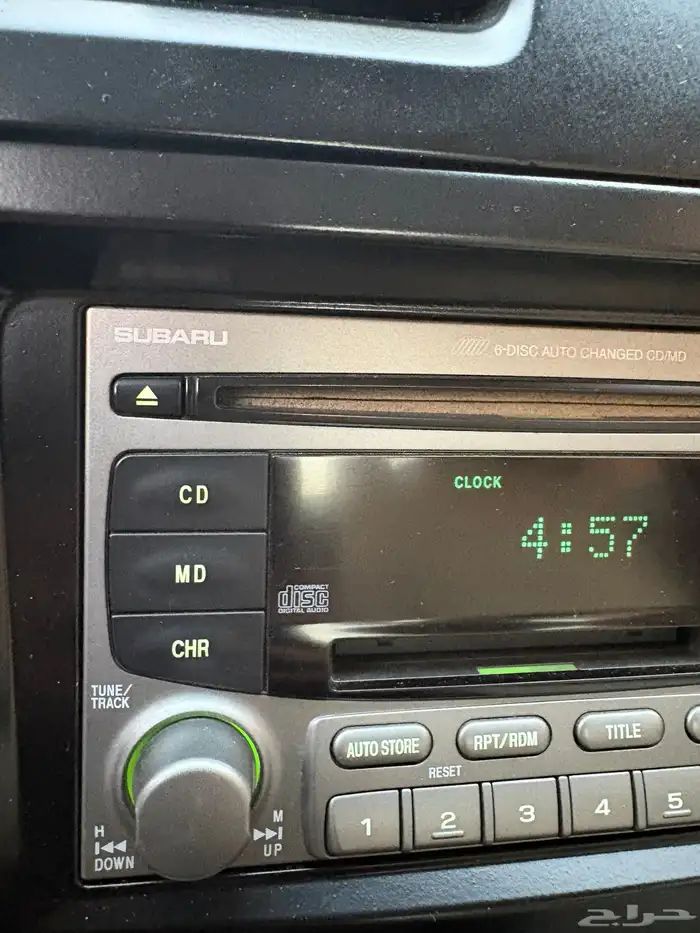 SUBARU
6-DISC AUTO CHANGED CD/MD
CD
CLOCK
4:57
MD
COMPACT
disc
DIGITAL AUDIO
CHR
TUNE/
TRACK
AUTO STORE
RPT/RDM
TITLE
RESET
1
2
3
4
5
H
DOWN
M
UP
حراج